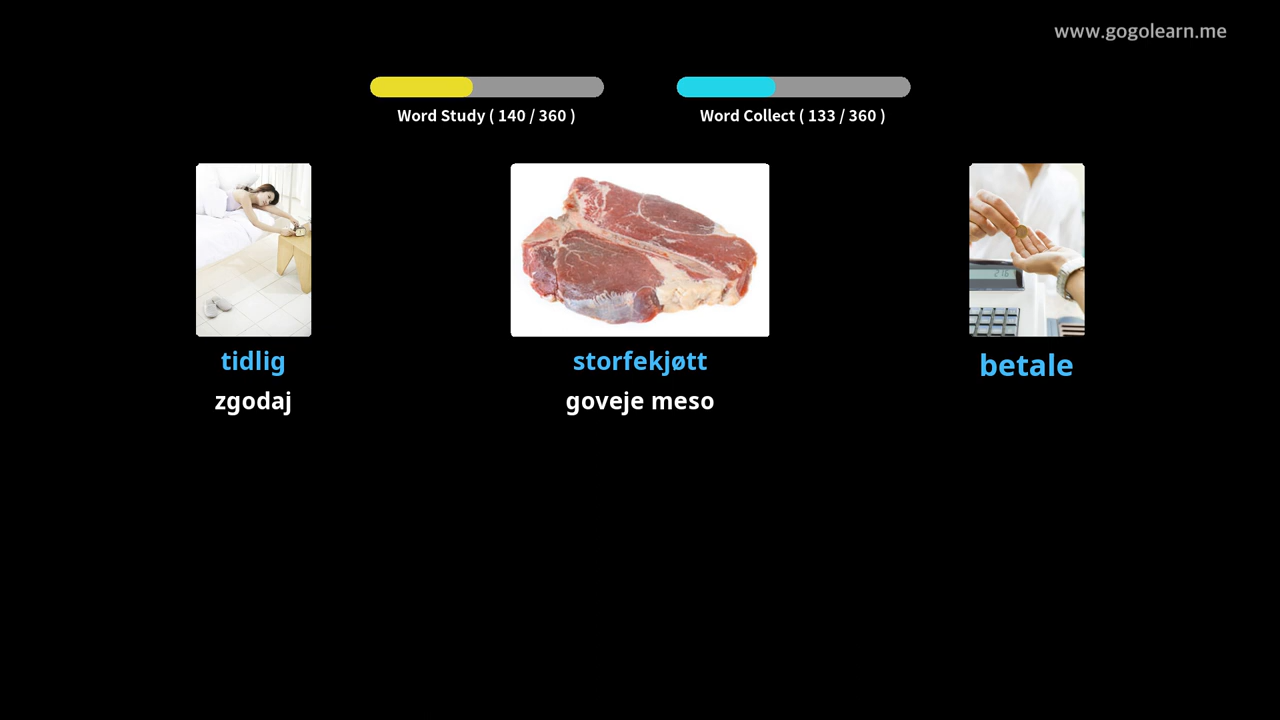 www.gogolearn.me
Word Study ( 140 / 360 )
Word Collect ( 133 / 360 )
tidlig
storfekjøtt
betale
zgodaj
goveje meso